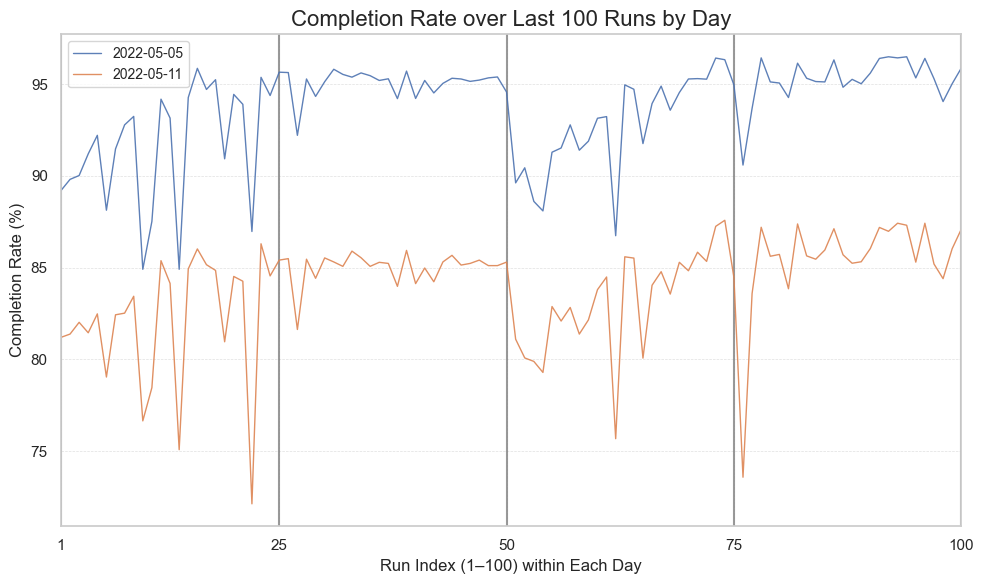 Completion Rate over Last 100 Runs by Day
2022-05-05
2022-05-11
Completion Rate (%)
95
90
85
80
75
1 25 50 75 100
Run Index (1–100) within Each Day